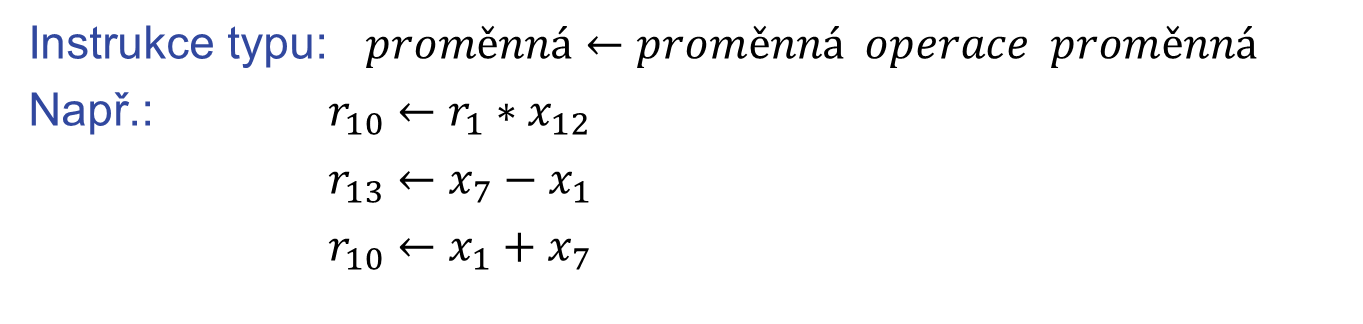 Instrukce typu: proměnná ← proměnná operace proměnná
Např.: r₁₀ ← r₁ * x₁₂
r₁₃ ← x₇ − x₁
r₁₀ ← x₁ + x₇